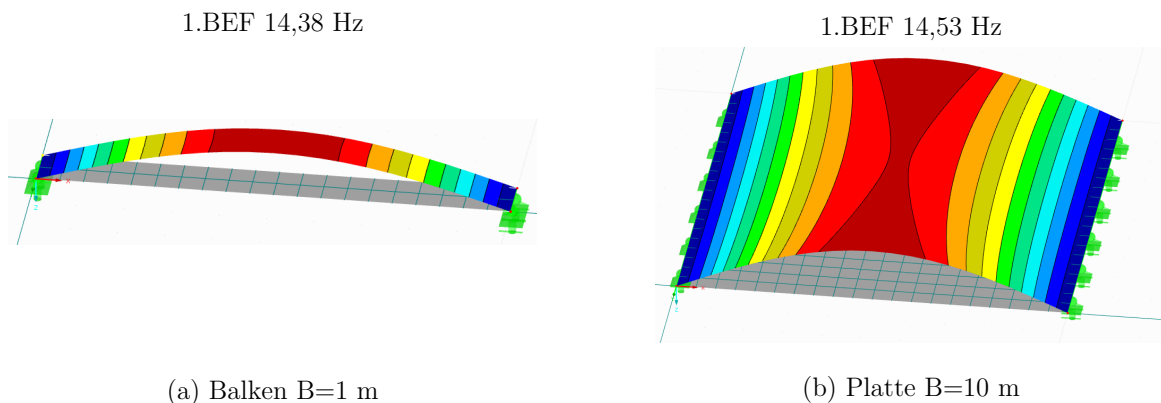 1.BEF 14,38 Hz
1.BEF 14,53 Hz
(a) Balken B=1 m
(b) Platte B=10 m